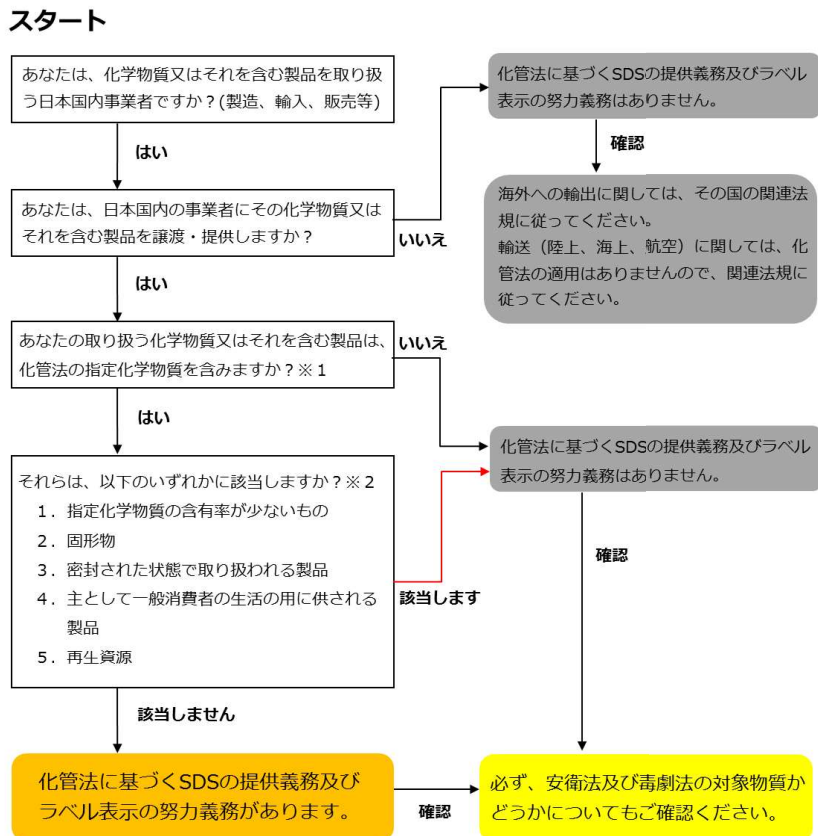 スタート
あなたは、化学物質又はそれを含む製品を取り扱
う日本国内事業者ですか？(製造、輸入、販売等)
はい
化管法に基づくSDSの提供義務及びラベル
表示の努力義務はありません。
確認
海外への輸出に関しては、その国の関連法
規に従ってください。
輸送（陸上、海上、航空）に関しては、化
管法の適用はありませんので、関連法規に
従ってください。
あなたは、日本国内の事業者にその化学物質又は
それを含む製品を譲渡・提供しますか？
いいえ
はい
あなたの取り扱う化学物質又はそれを含む製品は、
化管法の指定化学物質を含みますか？※１
いいえ
はい
化管法に基づくSDSの提供義務及びラベル
表示の努力義務はありません。
確認
それらは、以下のいずれかに該当しますか？※２
１．指定化学物質の含有率が少ないもの
２．固形物
３．密封された状態で取り扱われる製品
４．主として一般消費者の生活の用に供される
製品
５．再生資源
該当します
該当しません
化管法に基づくSDSの提供義務及び
ラベル表示の努力義務があります。
確認
必ず、安衛法及び毒劇法の対象物質か
どうかについてもご確認ください。